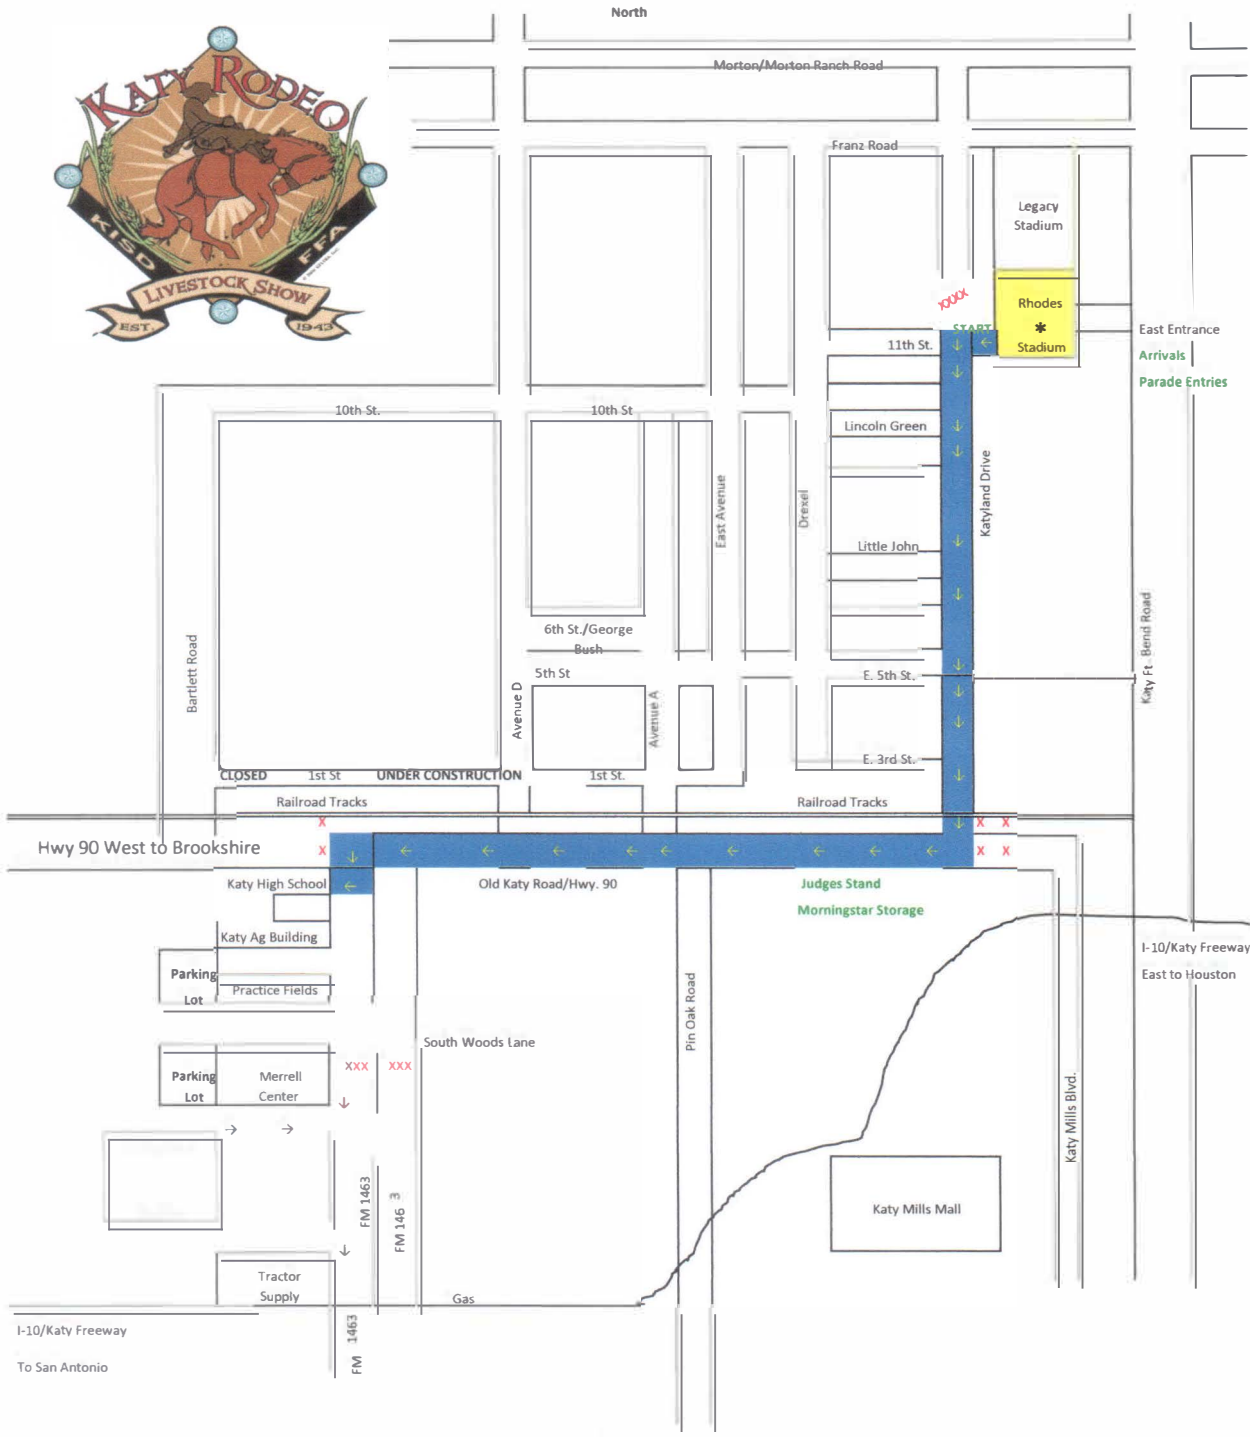 North
KATY RODEO
KISD
FFA
LIVESTOCK SHOW
EST.
1943
Morton/Morton Ranch Road
Franz Road
Legacy
Stadium
XXXX
Rhodes
*
Stadium
START
11th St.
East Entrance
Arrivals
Parade Entries
10th St.
10th St
Lincoln Green
Katyland Drive
East Avenue
Drexel
Little John
6th St./George
Bush
5th St
E. 5th St.
Bartlett Road
Avenue D
Avenue A
Katy Ft- Bend Road
E. 3rd St.
CLOSED
1st St
UNDER CONSTRUCTION
1st St.
Railroad Tracks
Railroad Tracks
X
X X
Hwy 90 West to Brookshire
X
X X
Katy High School
Old Katy Road/Hwy. 90
Judges Stand
Morningstar Storage
Katy Ag Building
I-10/Katy Freeway
East to Houston
Parking
Lot
Practice Fields
Pin Oak Road
South Woods Lane
xxx
xxx
Parking
Lot
Merrell
Center
Katy Mills Blvd.
FM 1463
FM 146 3
Katy Mills Mall
Tractor
Supply
Gas
I-10/Katy Freeway
To San Antonio
FM 1463